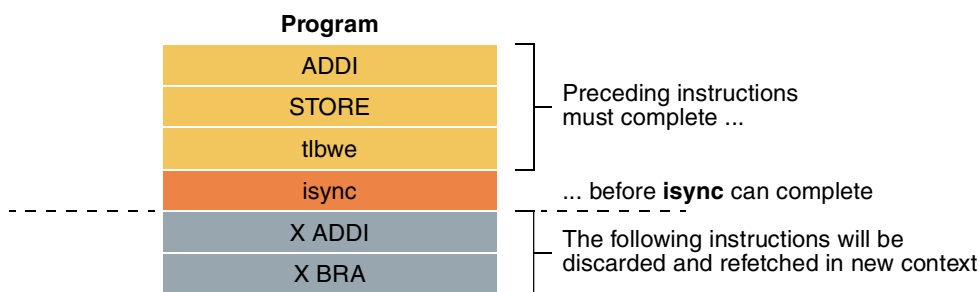 Program
ADDI
STORE
tlbwe
Preceding instructions
must complete ...
isync
... before isync can complete
X ADDI
X BRA
The following instructions will be
discarded and refetched in new context